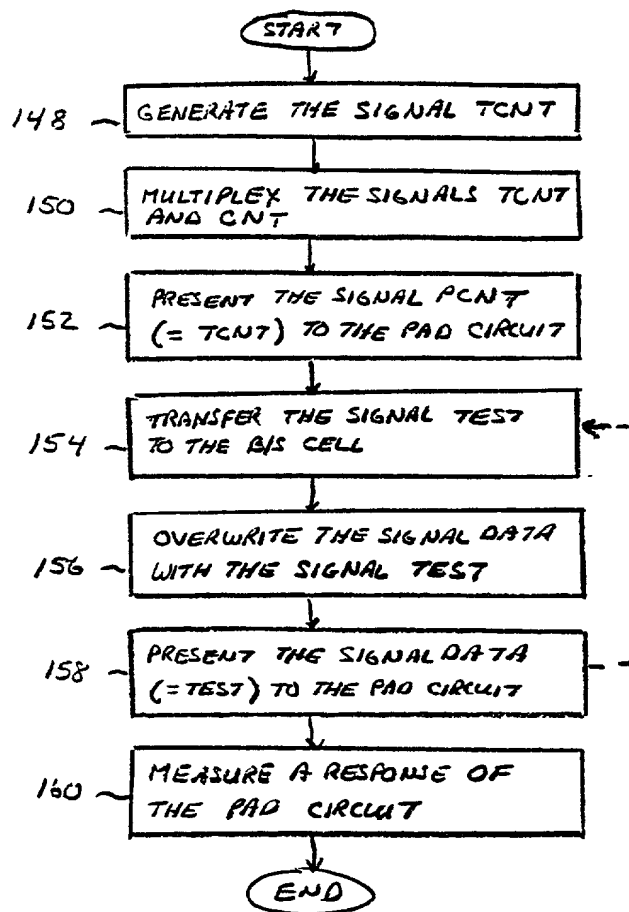 START
148 GENERATE THE SIGNAL TCNT
150 MULTIPLEX THE SIGNALS TCNT
AND CNT
152 PRESENT THE SIGNAL PCNT
(= TCNT) TO THE PAD CIRCUIT
154 TRANSFER THE SIGNAL TEST
TO THE B/S CELL
156 OVERWRITE THE SIGNAL DATA
WITH THE SIGNAL TEST
158 PRESENT THE SIGNAL DATA
(= TEST) TO THE PAD CIRCUIT
160 MEASURE A RESPONSE OF
THE PAD CIRCUIT
END